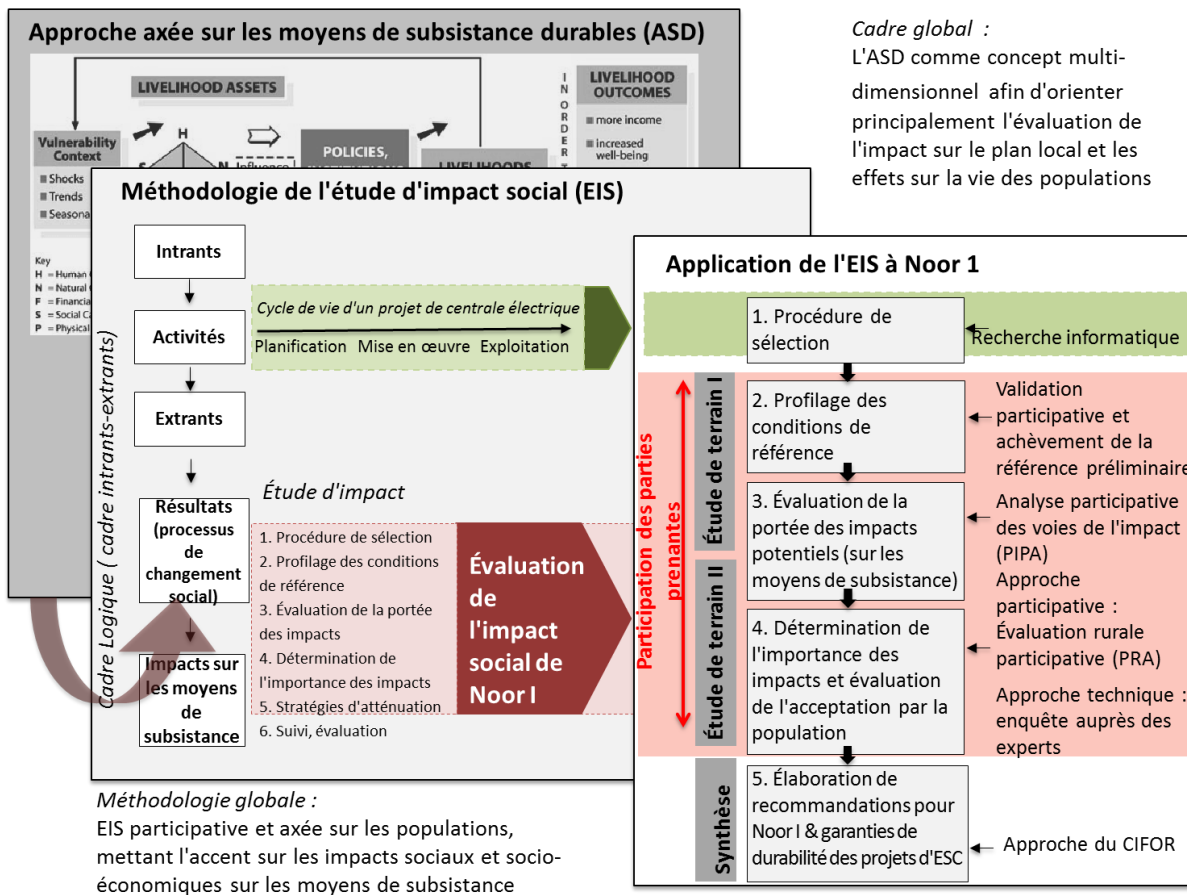 Approche axée sur les moyens de subsistance durables (ASD)
LIVELIHOOD ASSETS
H
Vulnerability
Context
Shocks
Trends
Key
H = Human
N = Natural
F = Financia
S = Social Ca
P = Physical
POLICIES,
I
N
O
R
D
E
R
T
LIVELIHOOD
OUTCOMES
more income
increased
well-being
Cadre global :
L'ASD comme concept multi-
dimensionnel afin d'orienter
principalement l'évaluation de
l'impact sur le plan local et les
effets sur la vie des populations
Méthodologie de l'étude d'impact social (EIS)
Cadre Logique ( cadre intrants-extrants)
Intrants
Activités
Extrants
Résultats
(processus
de
changement
social)
Impacts sur
les moyens
de
subsistance
Cycle de vie d'un projet de centrale électrique
Planification Mise en œuvre Exploitation
Étude d'impact
1. Procédure de sélection
2. Profilage des conditions
de référence
3. Évaluation de la portée
des impacts
4. Détermination de
l'importance des impacts
5. Stratégies d'atténuation
6. Suivi, évaluation
Évaluation
de
l'impact
social de
Noor I
Méthodologie globale :
EIS participative et axée sur les populations,
mettant l'accent sur les impacts sociaux et socio-
économiques sur les moyens de subsistance
Application de l'EIS à Noor 1
Participation des parties
prenantes
Étude de terrain I
Étude de terrain II
Synthèse
1. Procédure de
sélection
Recherche informatique
2. Profilage des
conditions de
référence
Validation
participative et
achèvement de la
référence préliminaire
3. Évaluation de la
portée des impacts
potentiels (sur les
moyens de subsistance)
Analyse participative
des voies de l'impact
(PIPA)
4. Détermination de
l'importance des
impacts et évaluation
de l'acceptation par la
population
Approche
participative :
Évaluation rurale
participative (PRA)
Approche technique :
enquête auprès des
experts
5. Élaboration de
recommandations pour
Noor I & garanties de
durabilité des projets d'ESC
Approche du CIFOR